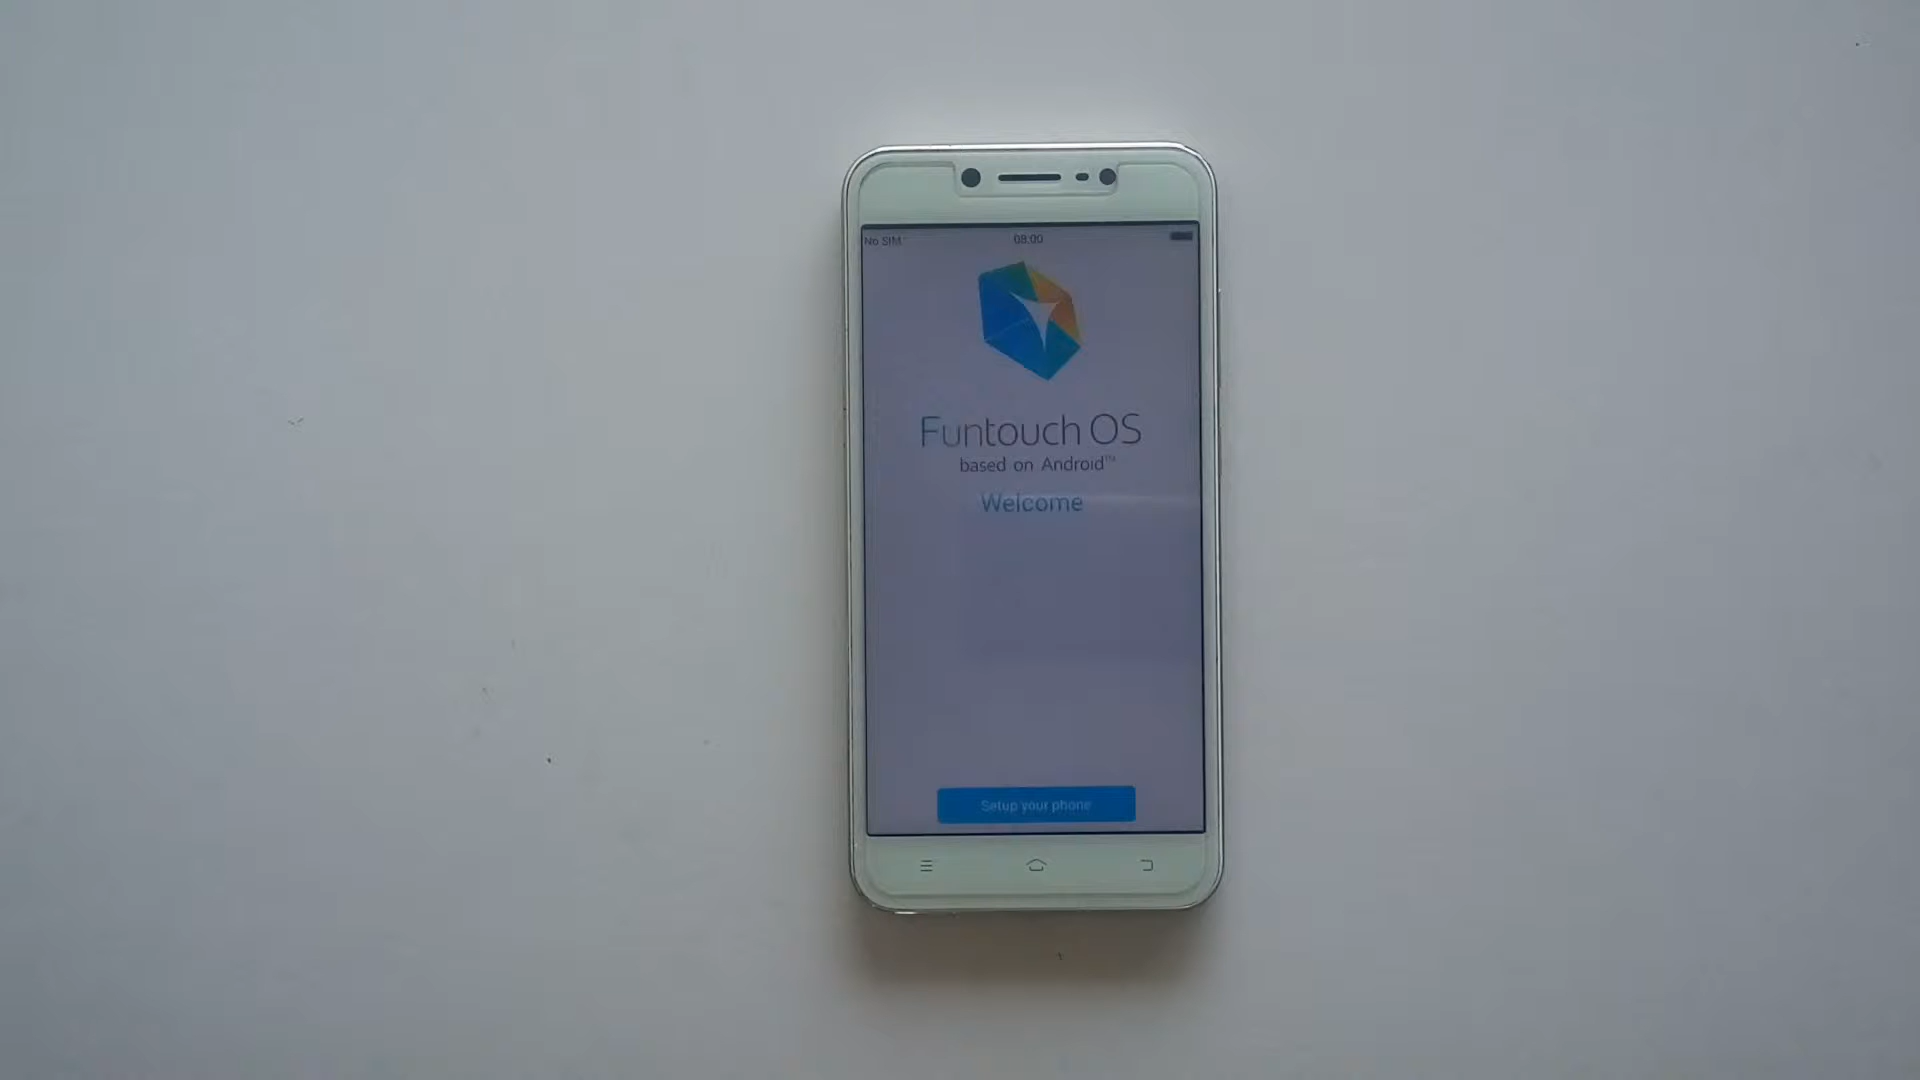 No SIM 08:00
Funtouch OS
based on Android™
Welcome
Setup your phone